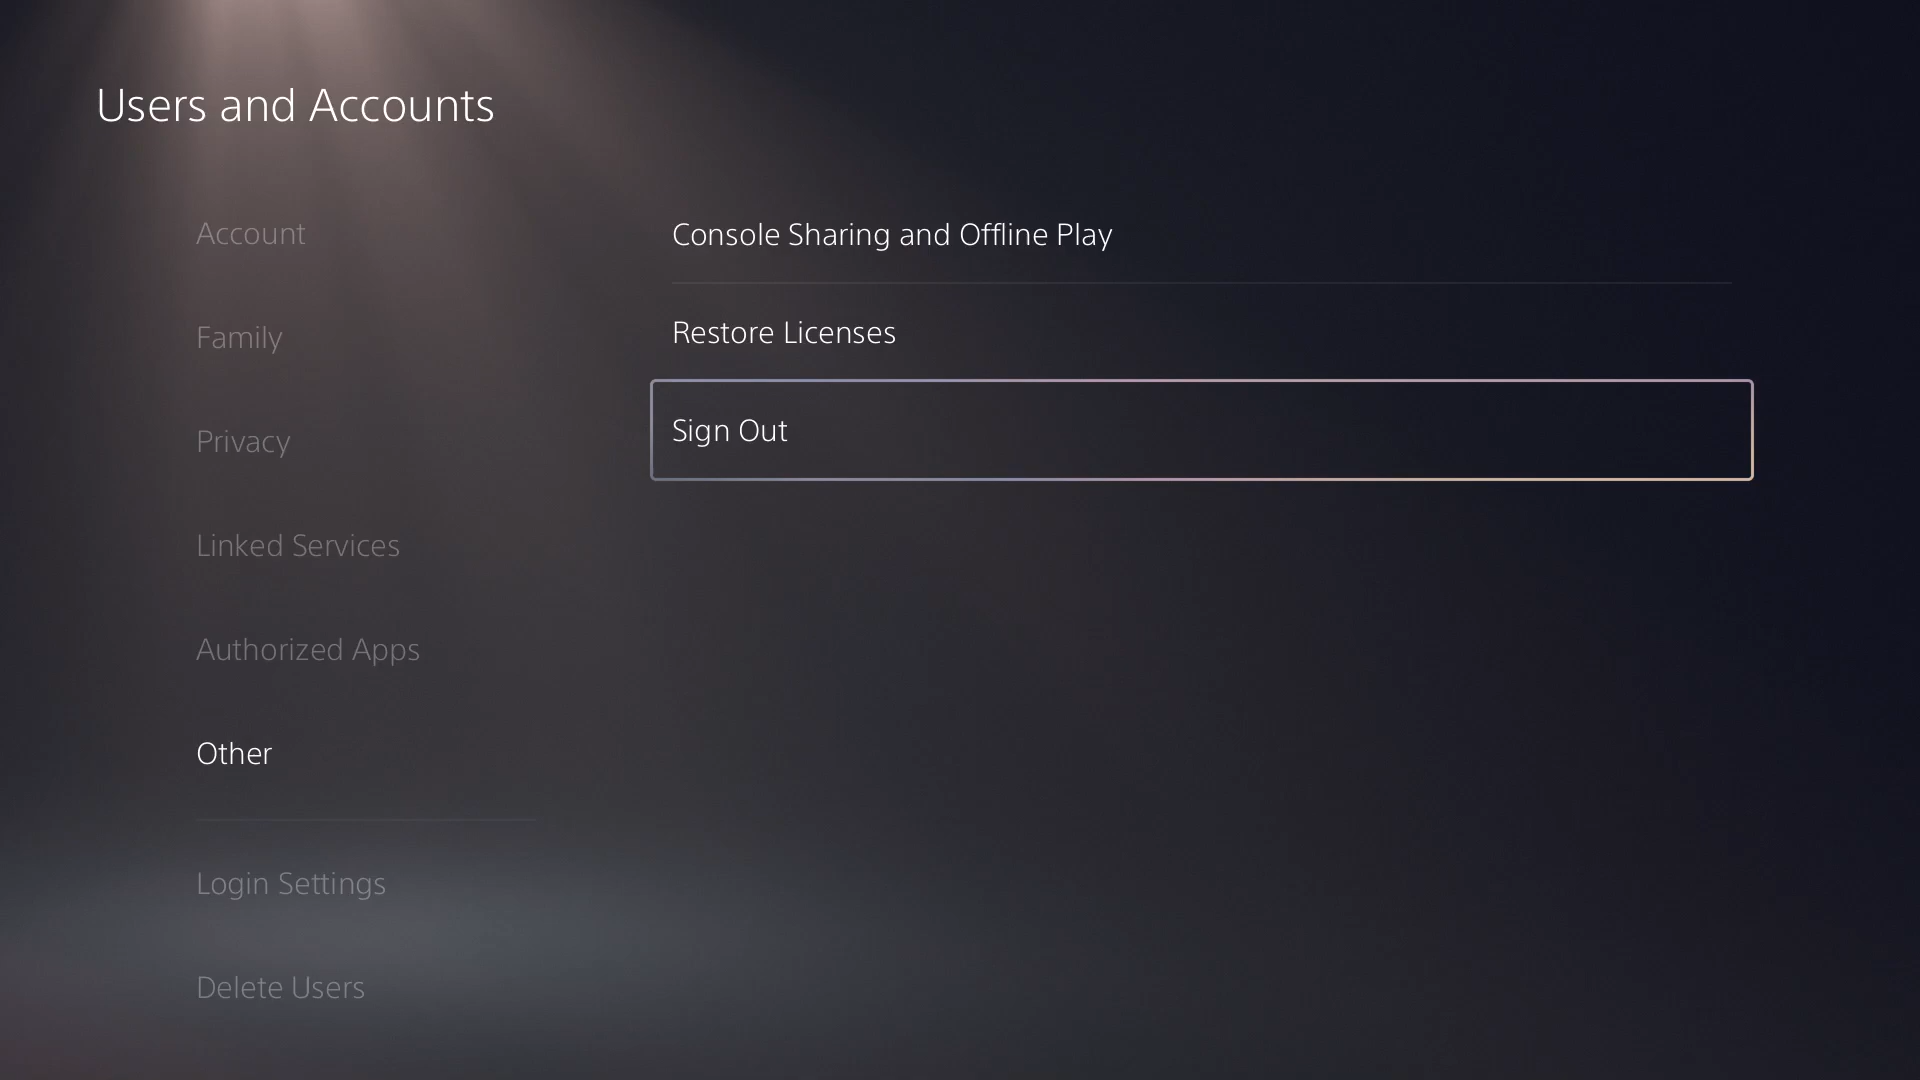 Users and Accounts
Account
Family
Privacy
Linked Services
Authorized Apps
Other
Login Settings
Delete Users
Console Sharing and Offline Play
Restore Licenses
Sign Out